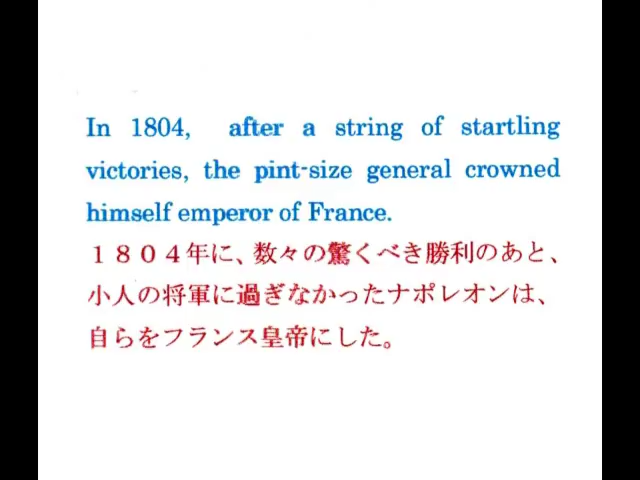 In 1804, after a string of startling
victories, the pint-size general crowned
himself emperor of France.
１８０４年に、数々の驚くべき勝利のあと、
小人の将軍に過ぎなかったナポレオンは、
自らをフランス皇帝にした。